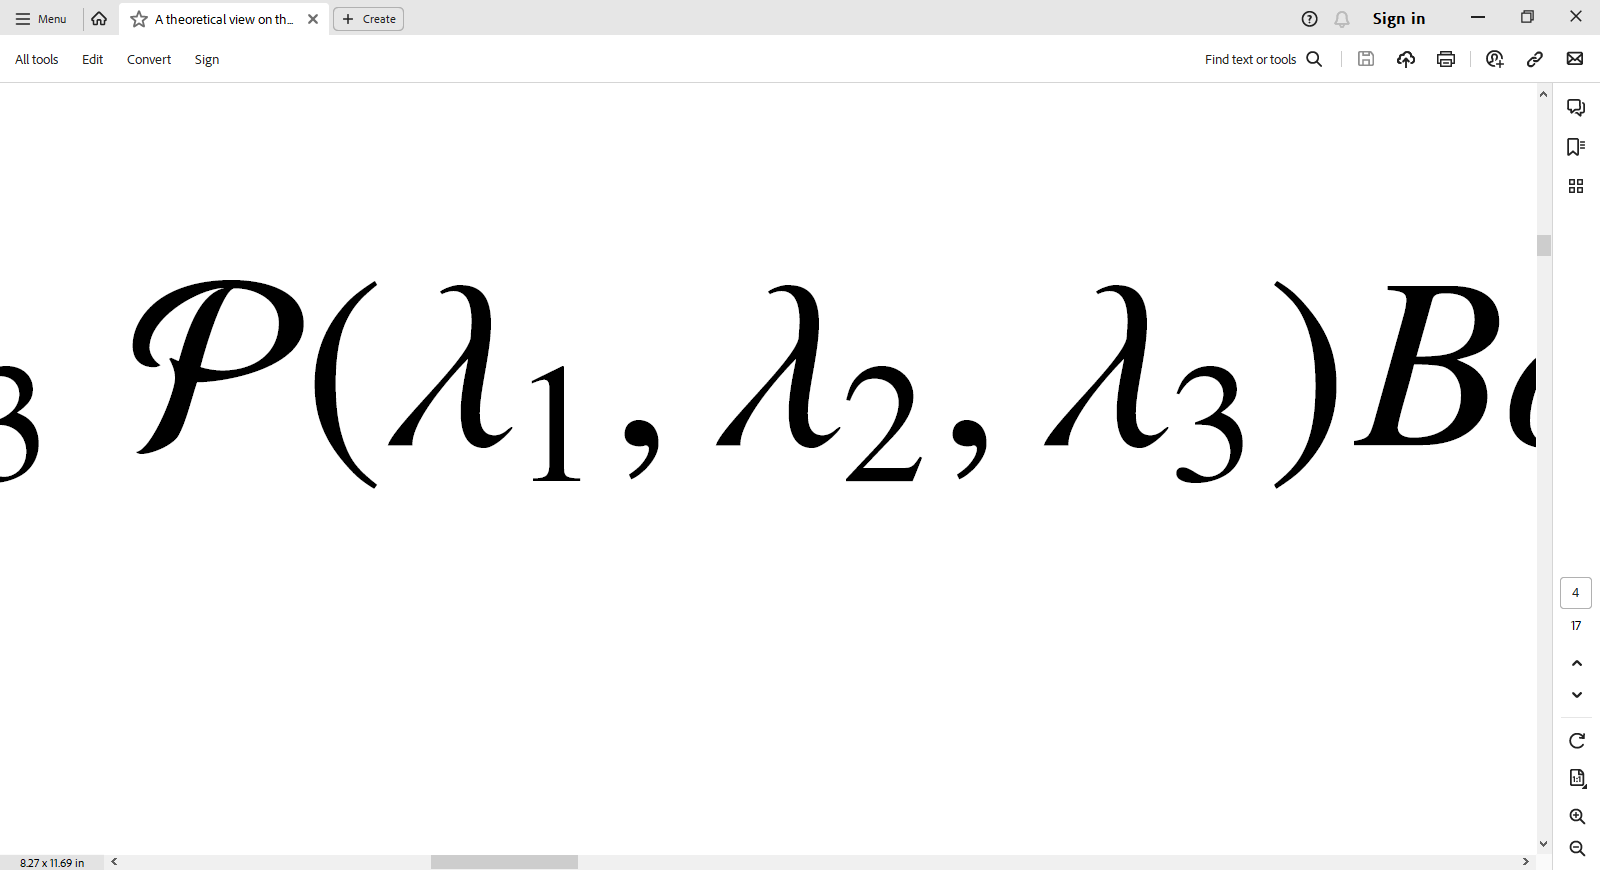 Menu A theoretical view on th... Create Sign in
All tools Edit Convert Sign Find text or tools
3 𝒫(λ₁, λ₂, λ₃)B
4
17
8.27 x 11.69 in